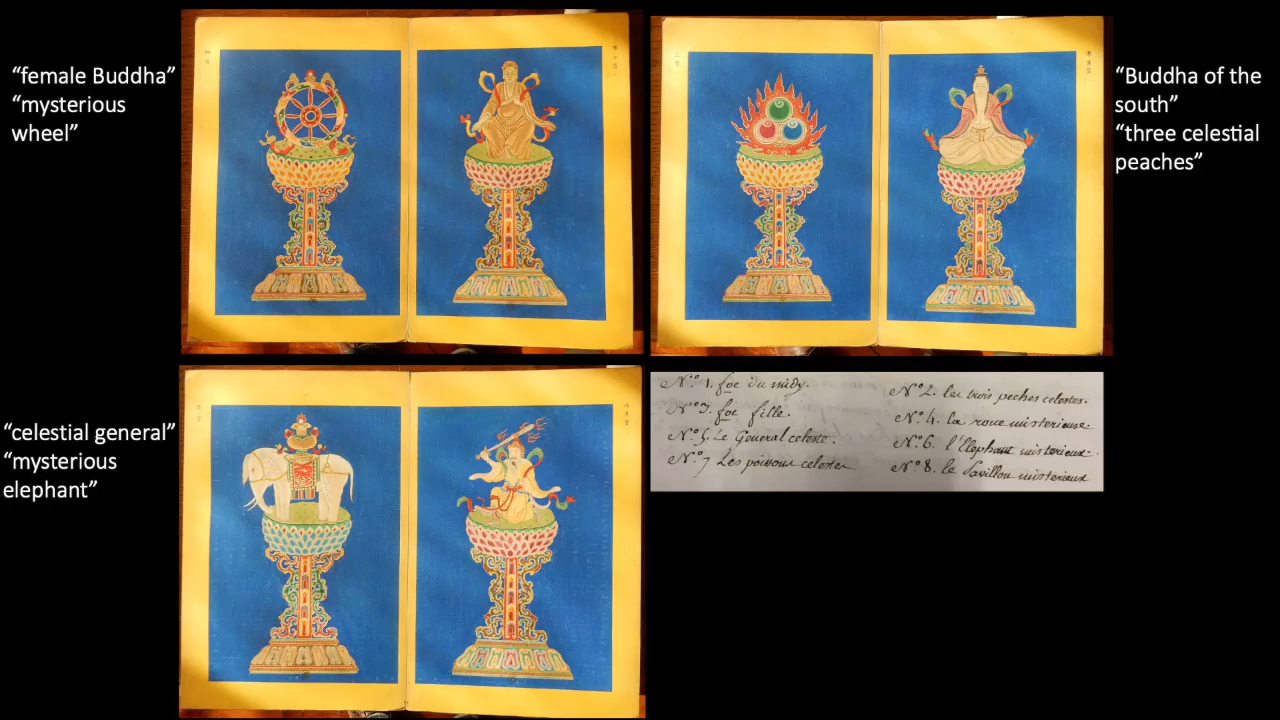 “female Buddha”
“mysterious
wheel”
“Buddha of the
south”
“three celestial
peaches”
“celestial general”
“mysterious
elephant”
N.º 1. foe du midy.
N.º 2. les trois peches celestes.
N.º 3. foe fille.
N.º 4. la roue misterieuse.
N.º 5. Le General celeste.
N.º 6. l'Elephant misterieux.
N.º 7 Les poissons celestes
N.º 8. le Pavillon misterieux